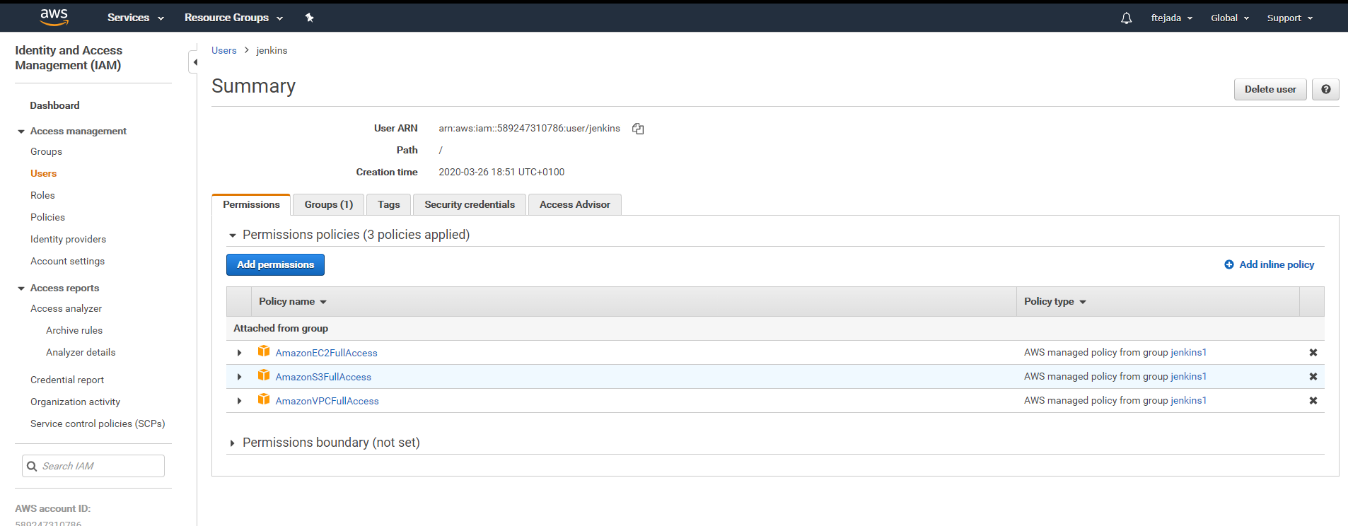 aws Services Resource Groups ftejada Global Support
Identity and Access
Management (IAM)
Dashboard
Access management
Groups
Users
Roles
Policies
Identity providers
Account settings
Access reports
Access analyzer
Archive rules
Analyzer details
Credential report
Organization activity
Service control policies (SCPs)
Search IAM
AWS account ID:
589247310786
Users > jenkins
Summary
Delete user
User ARN arn:aws:iam::589247310786:user/jenkins
Path /
Creation time 2020-03-26 18:51 UTC+0100
Permissions Groups (1) Tags Security credentials Access Advisor
Permissions policies (3 policies applied)
Add permissions Add inline policy
Policy name Policy type
Attached from group
AmazonEC2FullAccess AWS managed policy from group jenkins1
AmazonS3FullAccess AWS managed policy from group jenkins1
AmazonVPCFullAccess AWS managed policy from group jenkins1
Permissions boundary (not set)